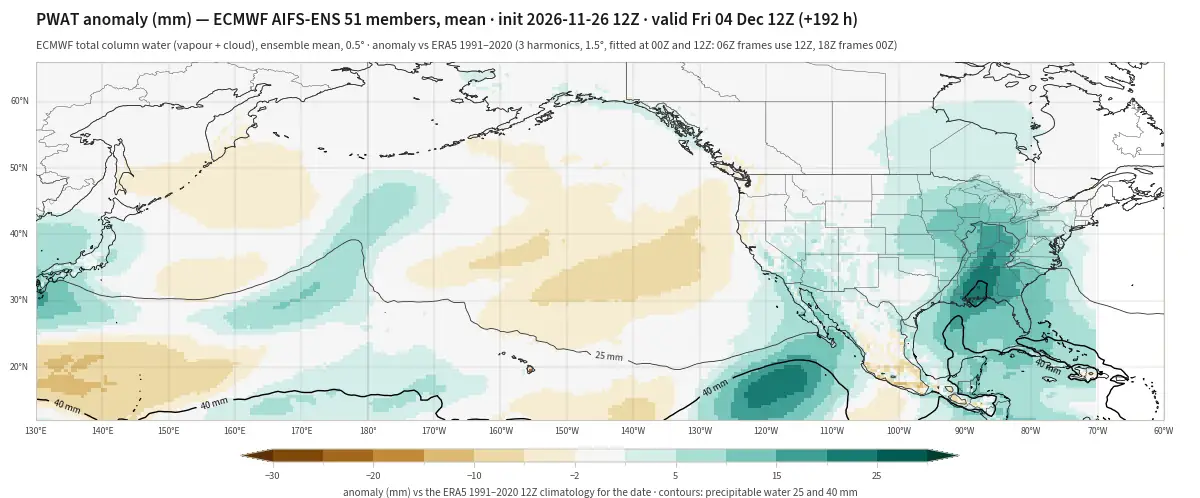 PWAT anomaly (mm) — ECMWF AIFS-ENS 51 members, mean · init 2026-11-26 12Z · valid Fri 04 Dec 12Z (+192 h)
ECMWF total column water (vapour + cloud), ensemble mean, 0.5° · anomaly vs ERA5 1991–2020 (3 harmonics, 1.5°, fitted at 00Z and 12Z: 06Z frames use 12Z, 18Z frames 00Z)
60°N
50°N
40°N
30°N
25 mm
20°N
40 mm
40 mm
40 mm
40 mm
130°E 140°E 150°E 160°E 170°E 180° 170°W 160°W 150°W 140°W 130°W 120°W 110°W 100°W 90°W 80°W 70°W 60°W
−30 −20 −10 −2 5 15 25
anomaly (mm) vs the ERA5 1991–2020 12Z climatology for the date · contours: precipitable water 25 and 40 mm